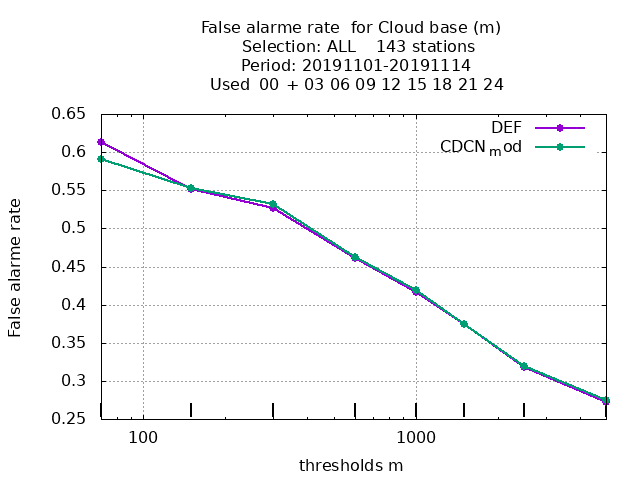 False alarme rate  for Cloud base (m)
Selection: ALL    143 stations
Period: 20191101-20191114
Used  00 + 03 06 09 12 15 18 21 24
DEF
CDCN_mod
False alarme rate
0.65
0.6
0.55
0.5
0.45
0.4
0.35
0.3
0.25
100
1000
thresholds m